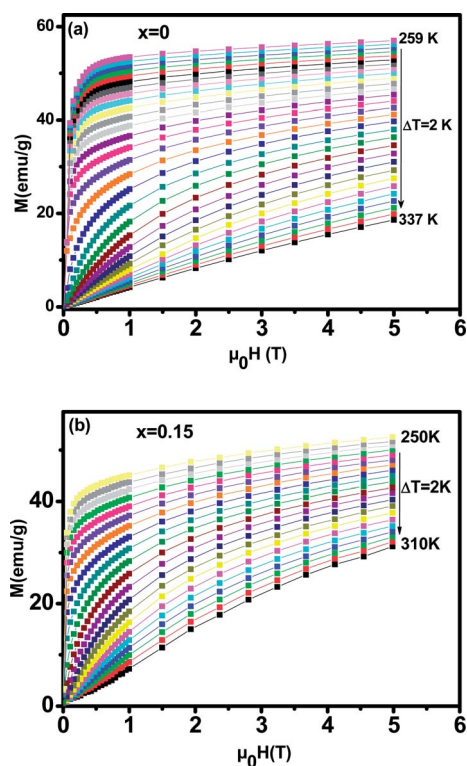 (a)
x=0
60
259 K
40
ΔT=2 K
M(emu/g)
20
337 K
0
0 1 2 3 4 5 6
μ0H (T)
(b)
x=0.15
250K
40
ΔT=2K
M(emu/g)
310K
20
0
0 1 2 3 4 5 6
μ0H(T)